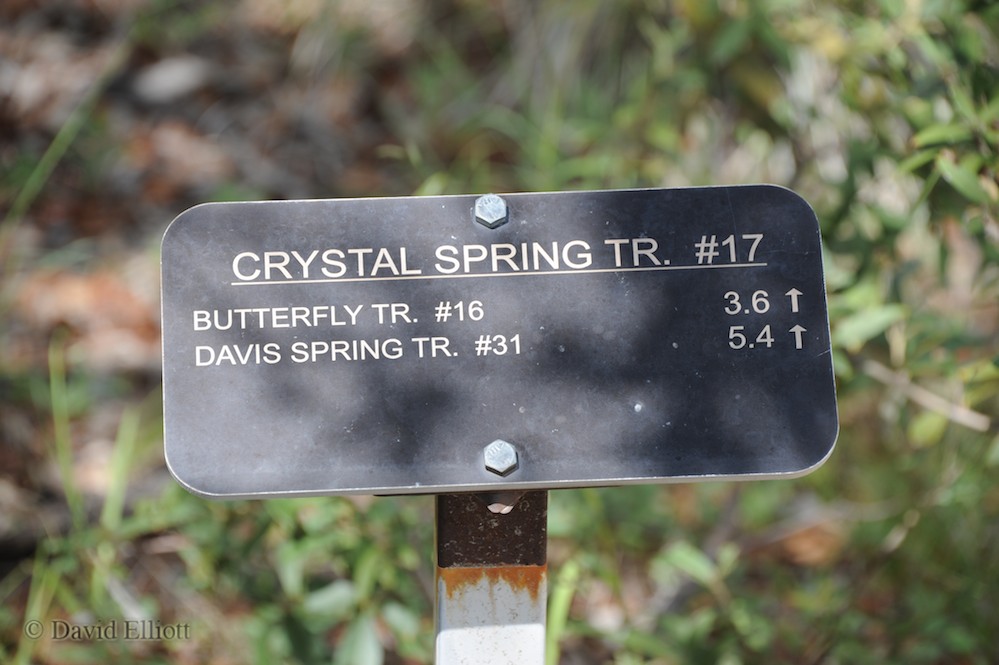 CRYSTAL SPRING TR. #17
BUTTERFLY TR. #16 3.6 ↑
DAVIS SPRING TR. #31 5.4 ↑
© David Elliott